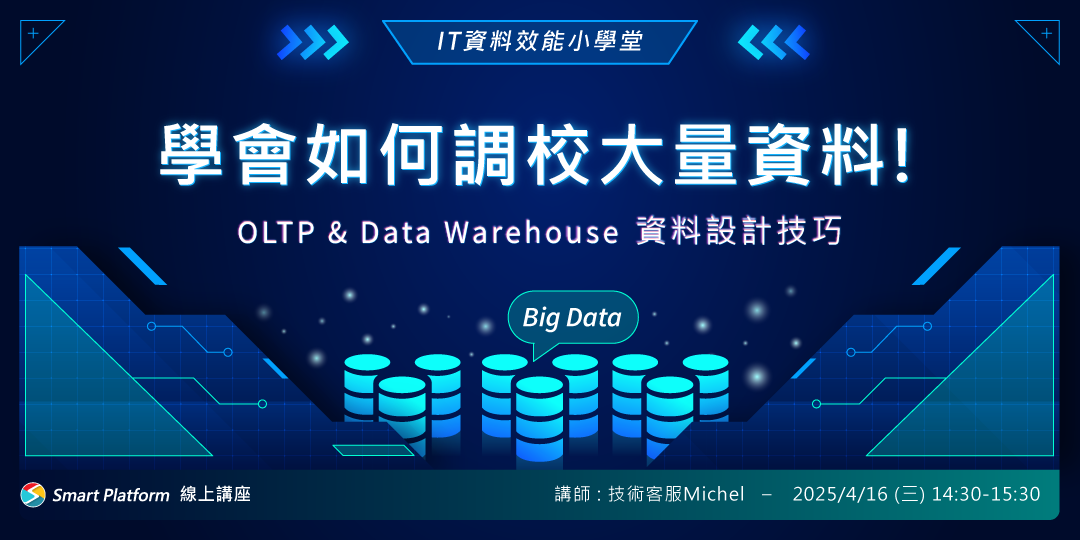 IT資料效能小學堂
學會如何調校大量資料!
OLTP & Data Warehouse 資料設計技巧
Big Data
Smart Platform 線上講座
講師 : 技術客服Michel – 2025/4/16 (三) 14:30-15:30